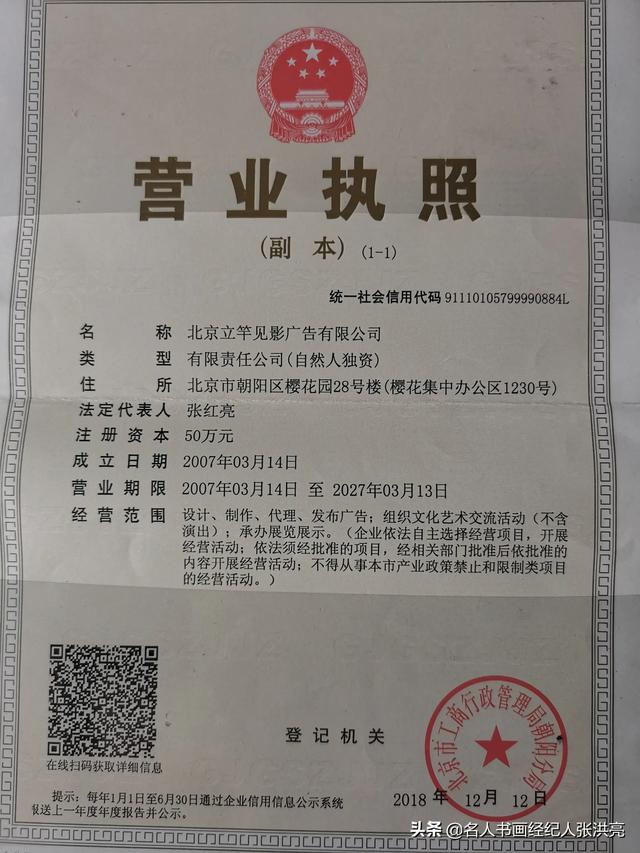 营业执照
(副 本) (1-1)
统一社会信用代码 91110105799990884L
名 称 北京立竿见影广告有限公司
类 型 有限责任公司(自然人独资)
住 所 北京市朝阳区樱花园28号楼(樱花集中办公区1230号)
法定代表人 张红亮
注册资本 50万元
成立日期 2007年03月14日
营业期限 2007年03月14日 至 2027年03月13日
经营范围 设计、制作、代理、发布广告；组织文化艺术交流活动（不含
演出）；承办展览展示。（企业依法自主选择经营项目，开展
经营活动；依法须经批准的项目，经相关部门批准后依批准的
内容开展经营活动；不得从事本市产业政策禁止和限制类项目
的经营活动。）
在线扫码获取详细信息
登记机关
北京市工商行政管理局朝阳分局
2018 年 12 月 12 日
提示：每年1月1日至6月30日通过企业信用信息公示系统
报送上一年度年度报告并公示。
头条 @名人书画经纪人张洪亮